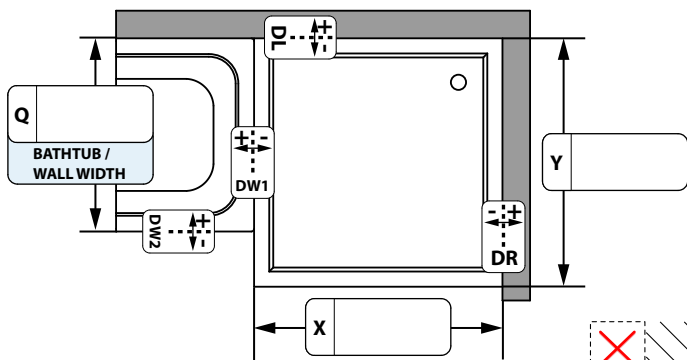 +
-
DL
Q
BATHTUB /
WALL WIDTH
+ -
DW1
Y
+
-
DW2
- +
DR
X